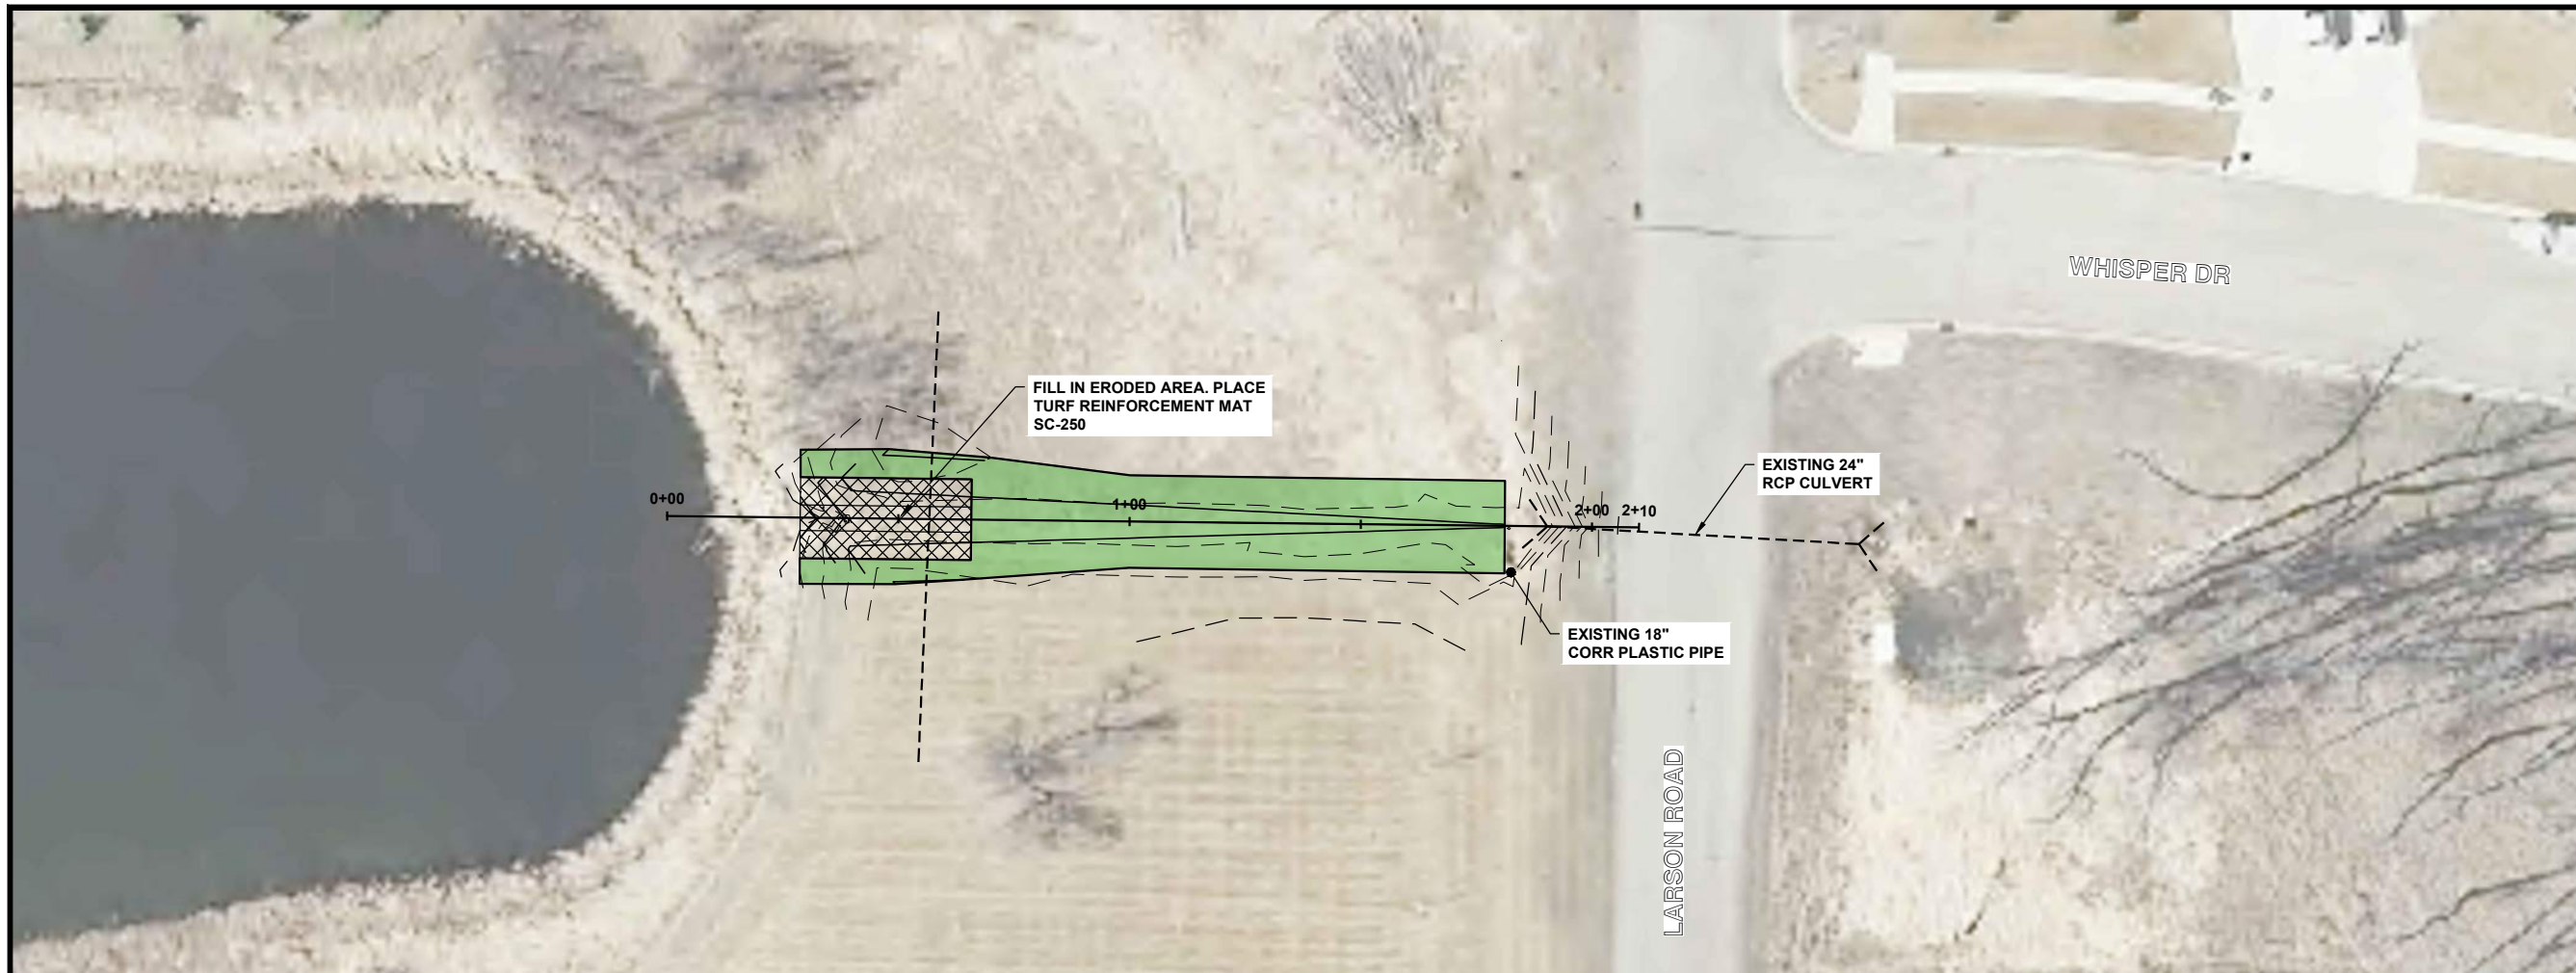 WHISPER DR
FILL IN ERODED AREA. PLACE
TURF REINFORCEMENT MAT
SC-250
EXISTING 24"
RCP CULVERT
0+00
1+00
2+00
2+10
EXISTING 18"
CORR PLASTIC PIPE
LARSON ROAD